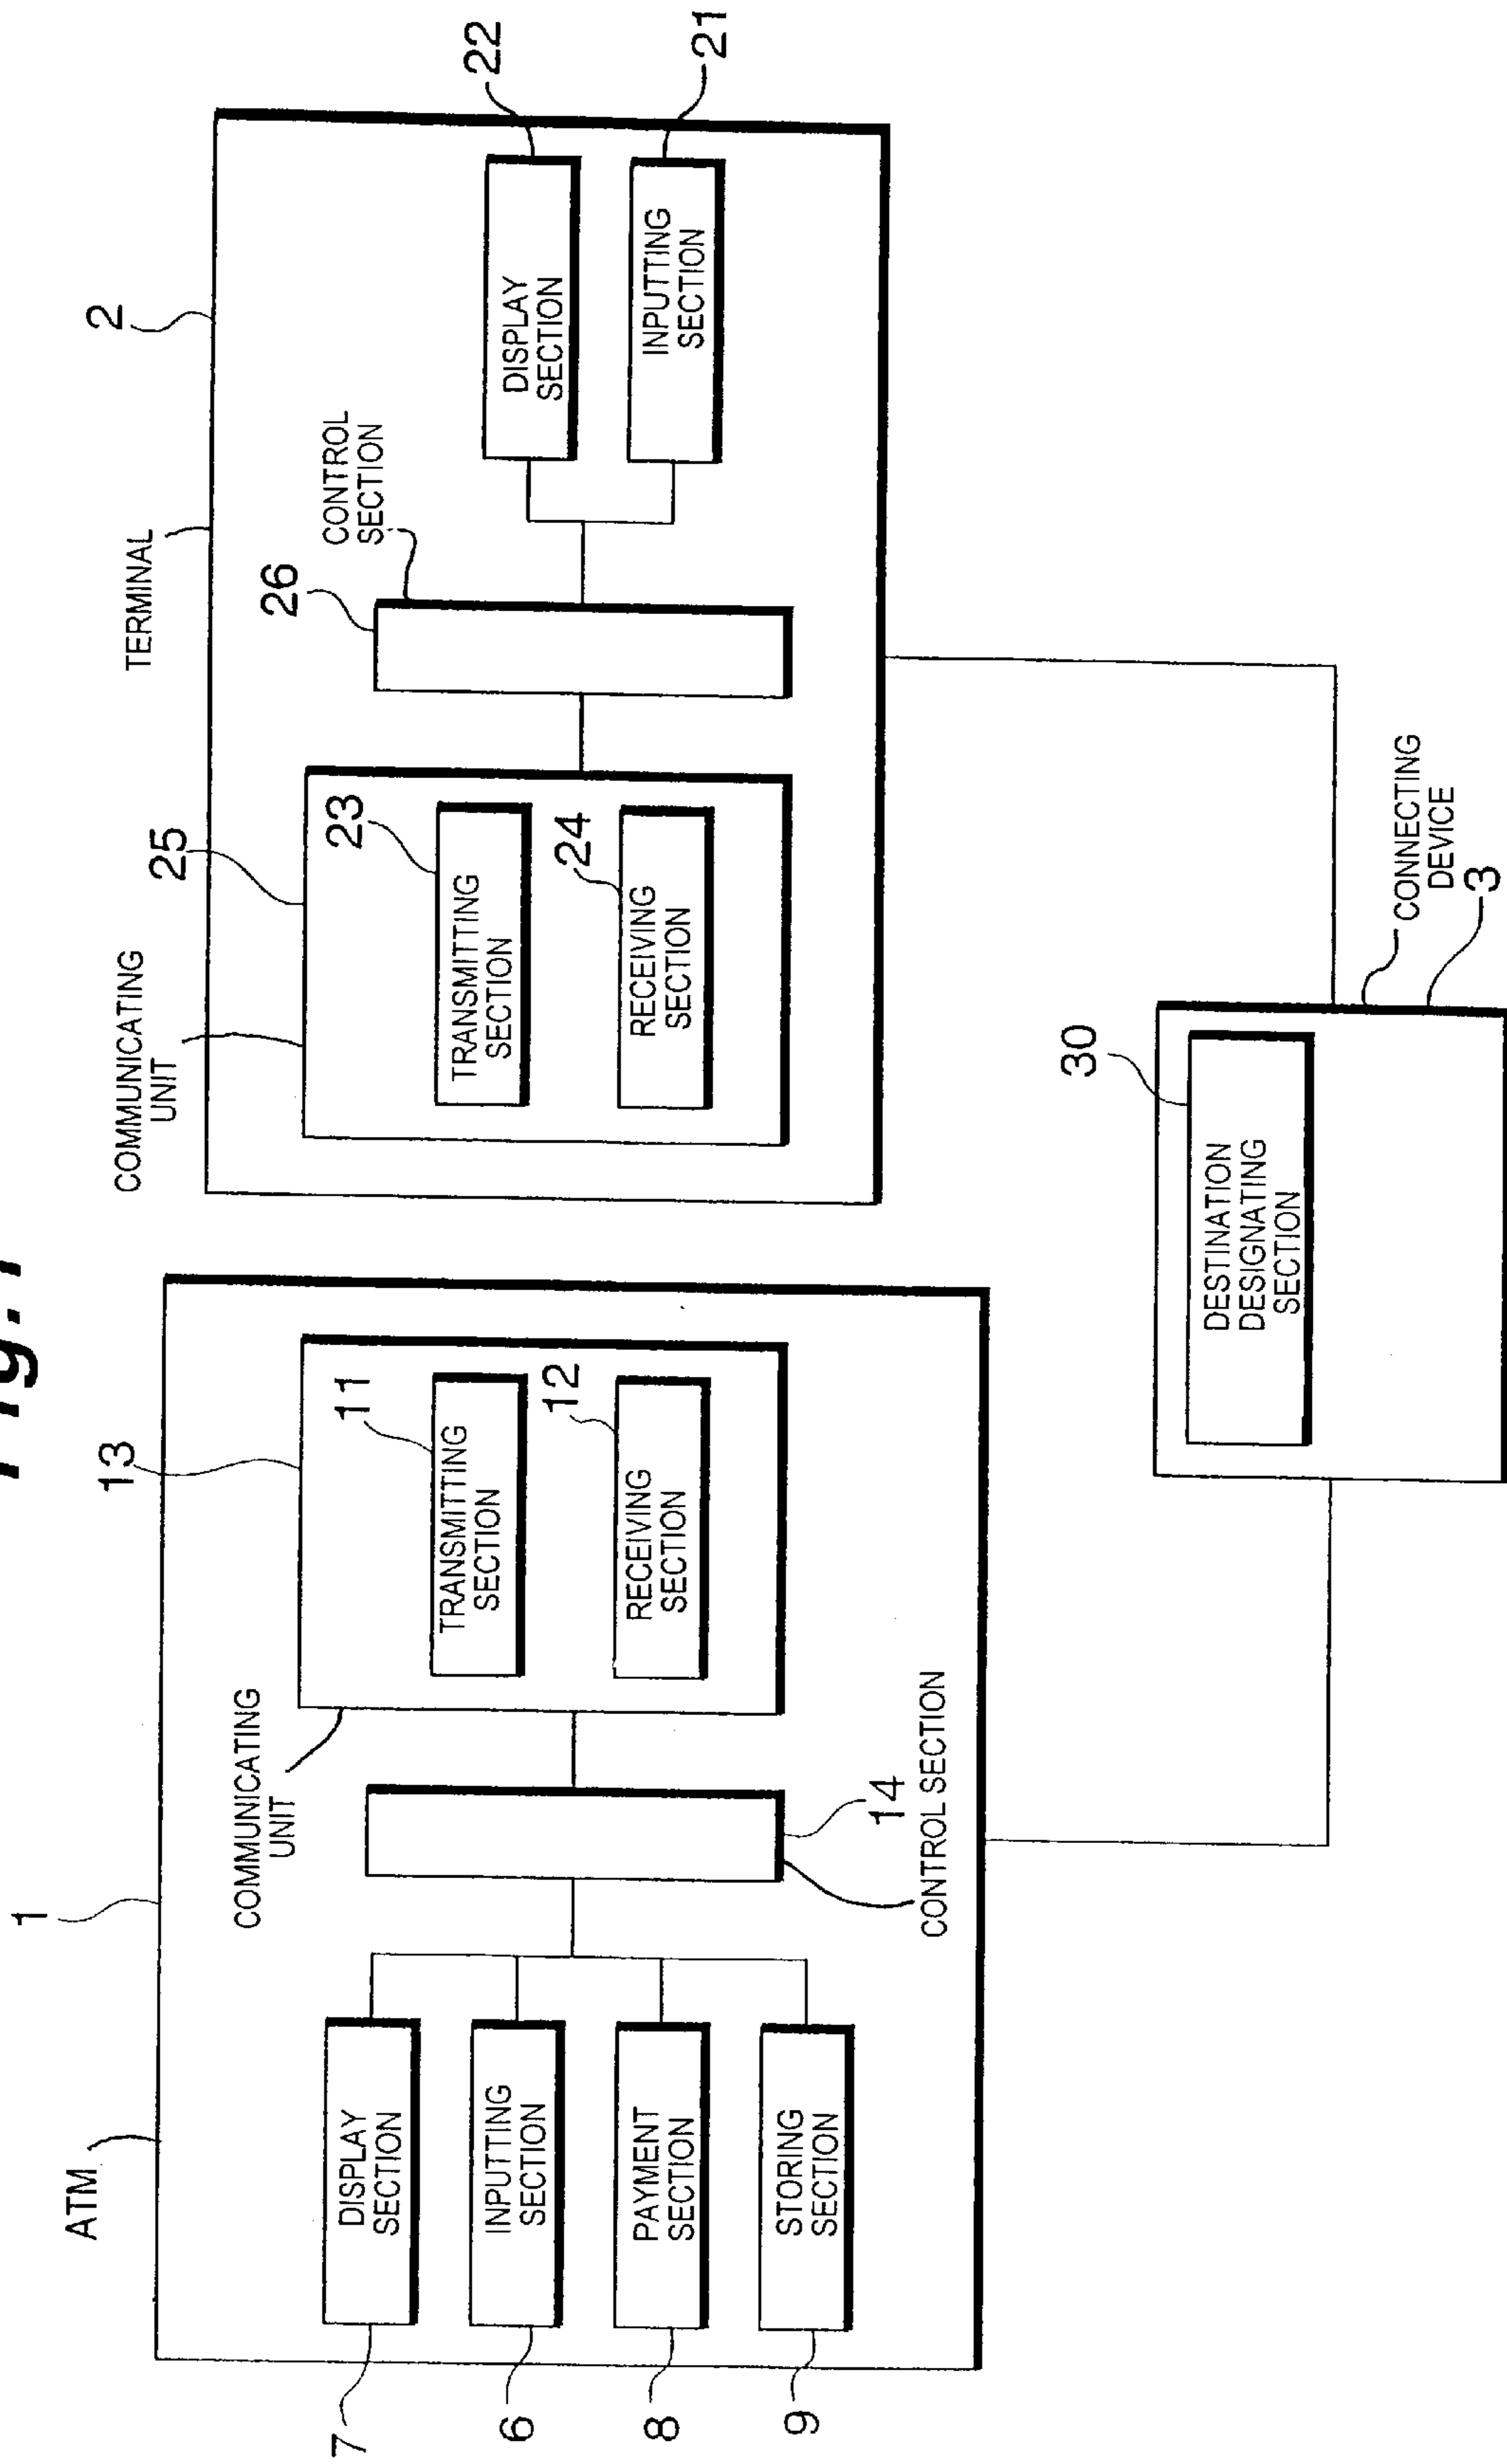 Fig. 1
ATM
1
COMMUNICATING
UNIT
13
TRANSMITTING
SECTION
11
RECEIVING
SECTION
12
14
CONTROL SECTION
7
DISPLAY
SECTION
6
INPUTTING
SECTION
8
PAYMENT
SECTION
9
STORING
SECTION
TERMINAL
2
COMMUNICATING
UNIT
25
TRANSMITTING
SECTION
23
RECEIVING
SECTION
24
26
CONTROL
SECTION
DISPLAY
SECTION
22
INPUTTING
SECTION
21
DESTINATION
DESIGNATING
SECTION
30
CONNECTING
DEVICE
3